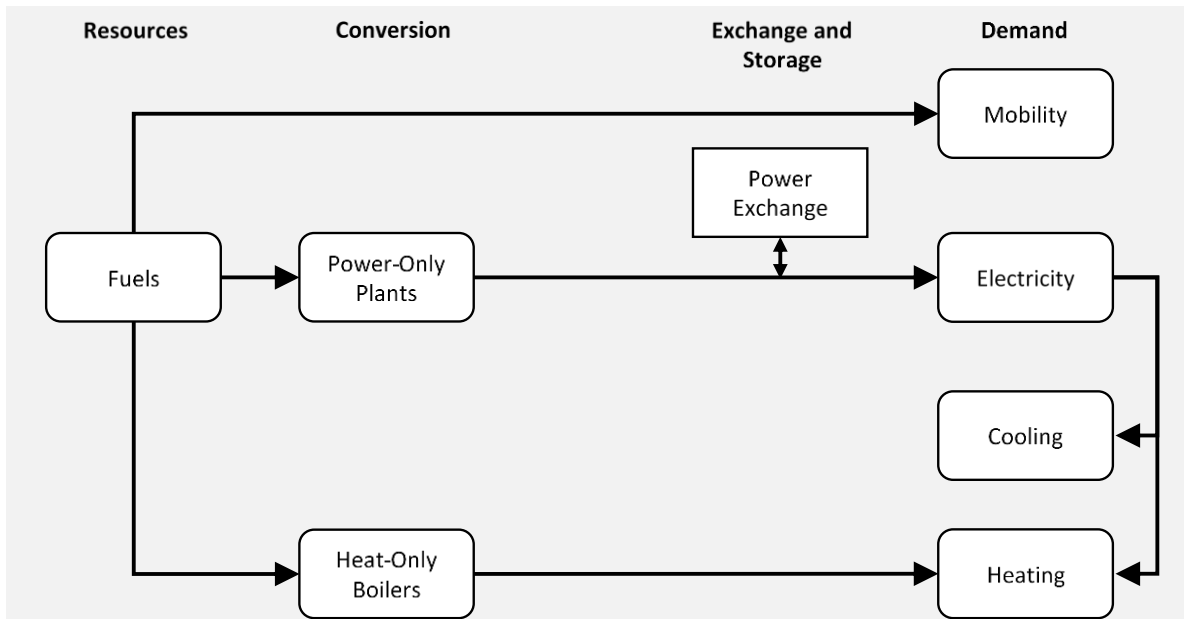 Resources
Conversion
Exchange and
Storage
Demand
Mobility
Power
Exchange
Fuels
Power-Only
Plants
Electricity
Cooling
Heat-Only
Boilers
Heating